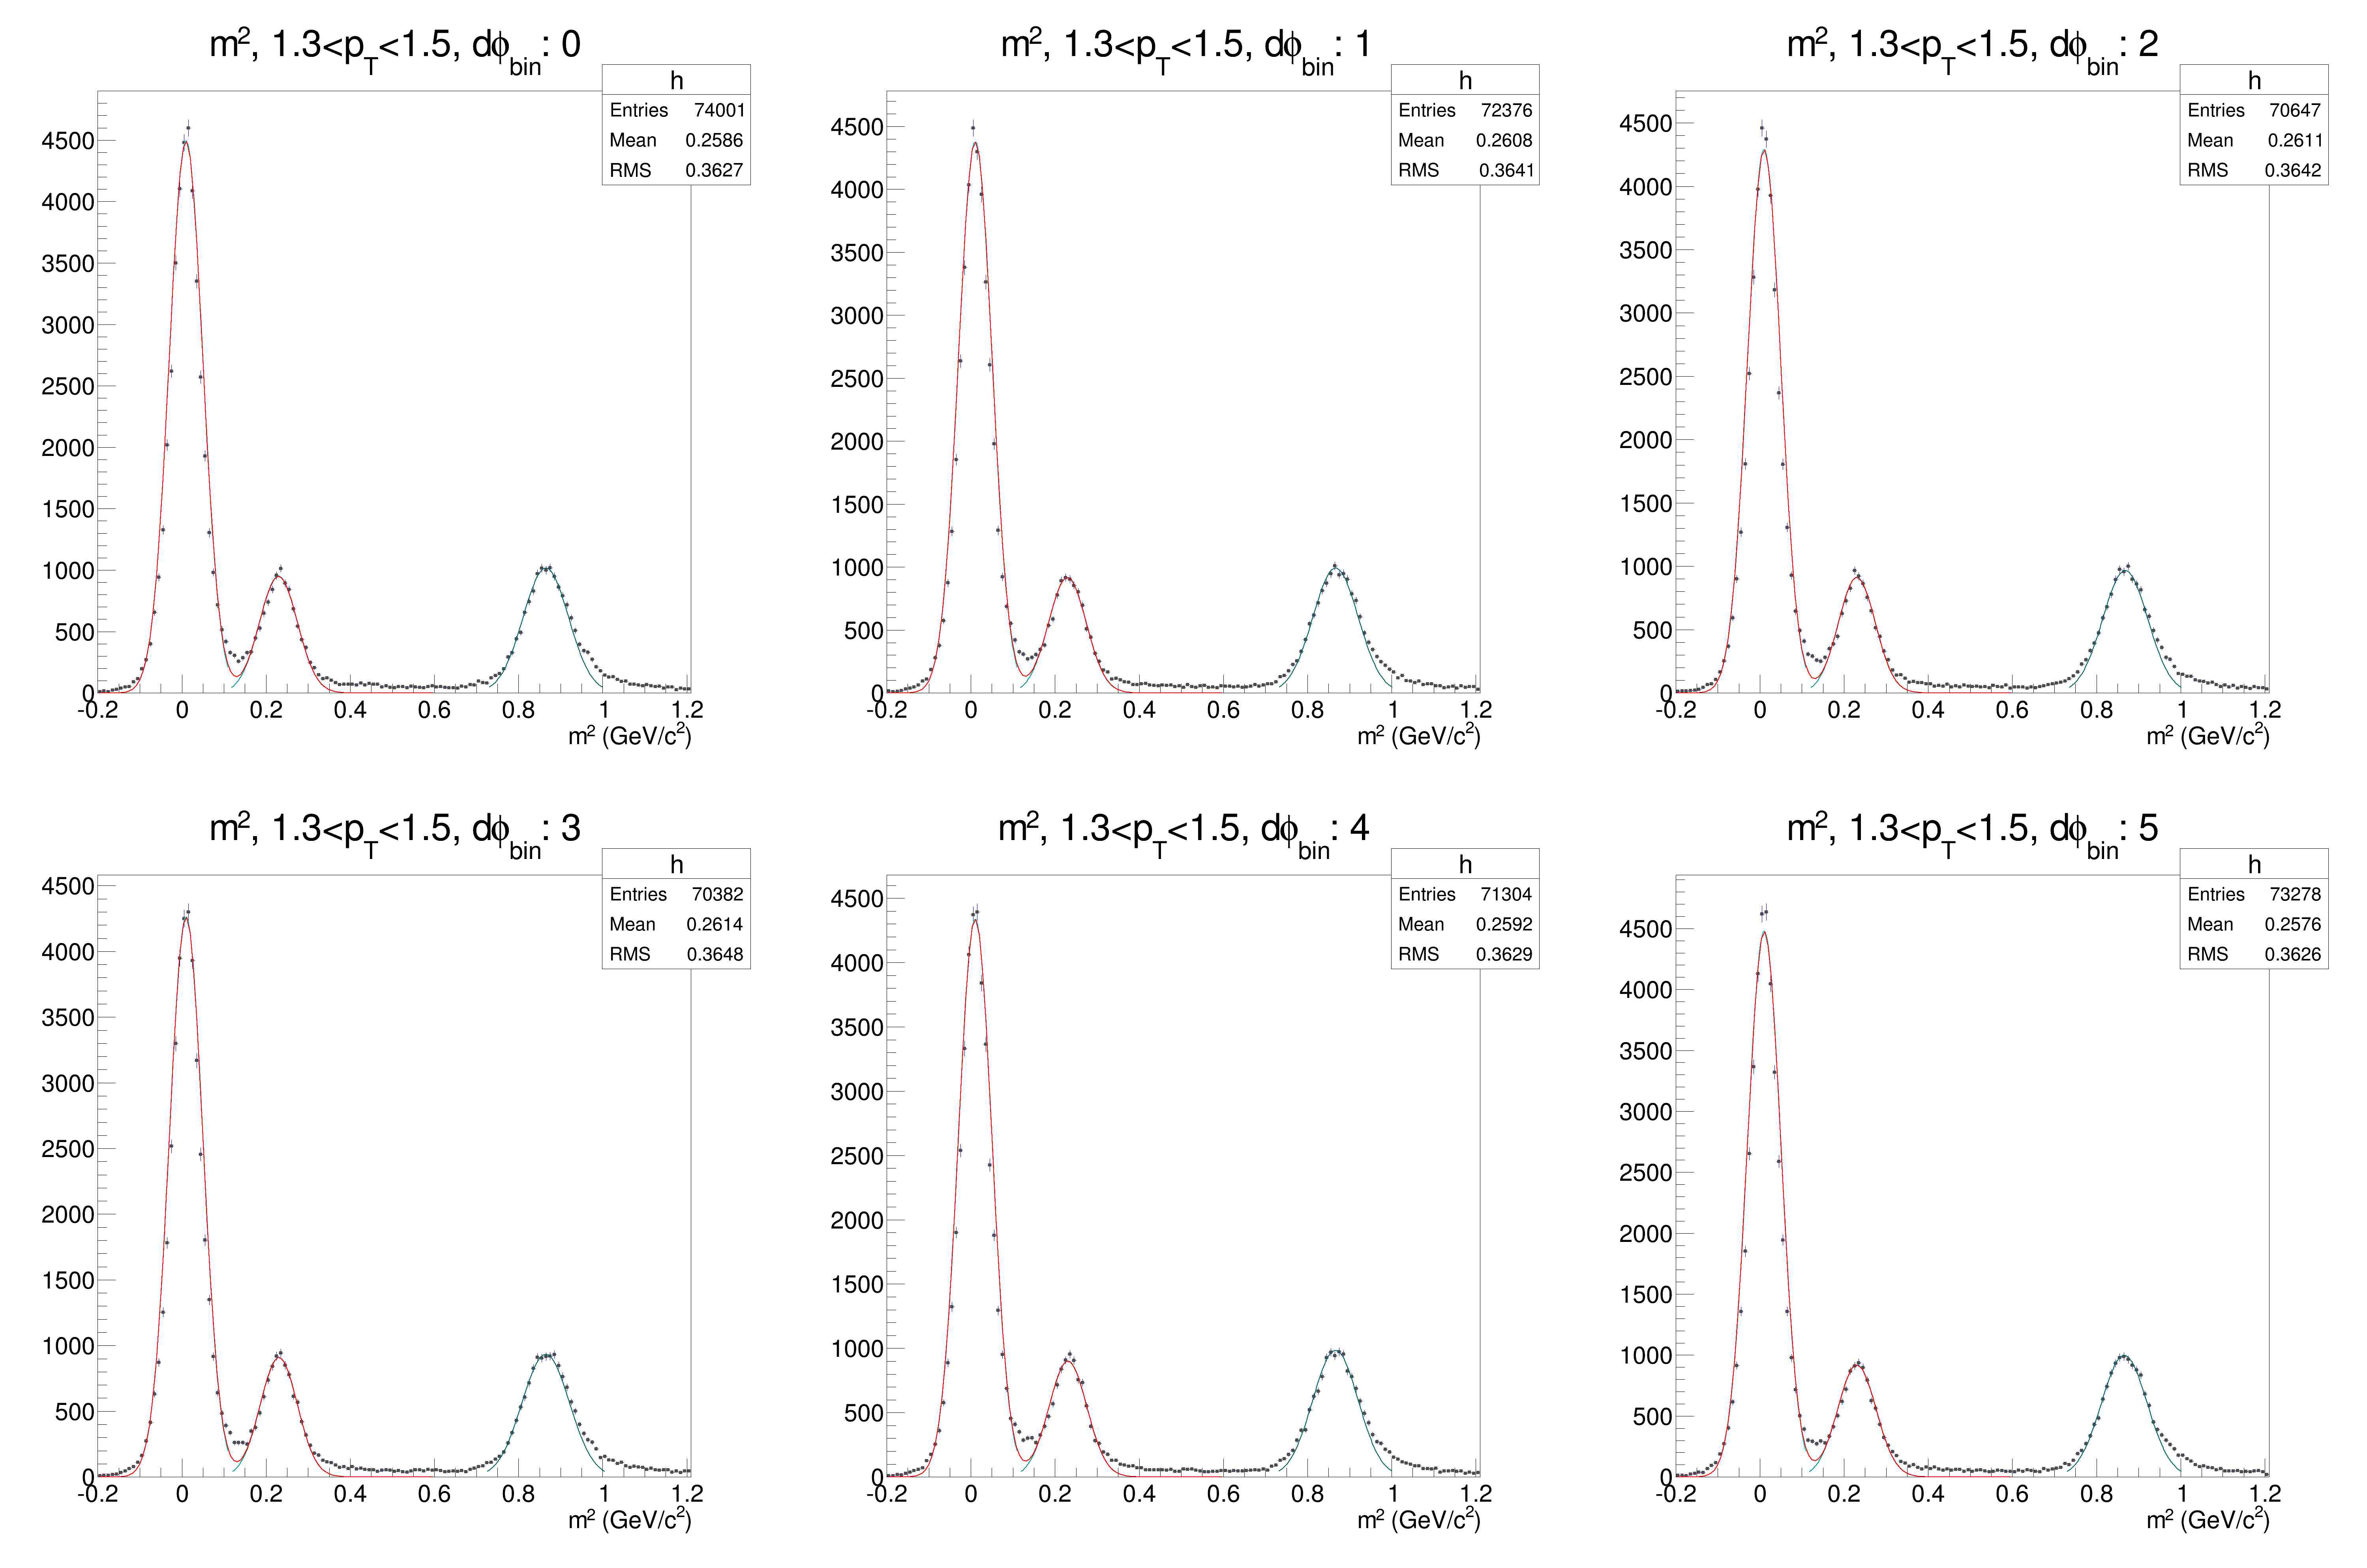 m², 1.3<p_T<1.5, dϕ_bin: 0
h
Entries 74001
Mean 0.2586
RMS 0.3627
4500
4000
3500
3000
2500
2000
1500
1000
500
0
-0.2 0 0.2 0.4 0.6 0.8 1 1.2
m² (GeV/c²)
m², 1.3<p_T<1.5, dϕ_bin: 1
h
Entries 72376
Mean 0.2608
RMS 0.3641
4500
4000
3500
3000
2500
2000
1500
1000
500
0
-0.2 0 0.2 0.4 0.6 0.8 1 1.2
m² (GeV/c²)
m², 1.3<p_T<1.5, dϕ_bin: 2
h
Entries 70647
Mean 0.2611
RMS 0.3642
4500
4000
3500
3000
2500
2000
1500
1000
500
0
-0.2 0 0.2 0.4 0.6 0.8 1 1.2
m² (GeV/c²)
m², 1.3<p_T<1.5, dϕ_bin: 3
h
Entries 70382
Mean 0.2614
RMS 0.3648
4500
4000
3500
3000
2500
2000
1500
1000
500
0
-0.2 0 0.2 0.4 0.6 0.8 1 1.2
m² (GeV/c²)
m², 1.3<p_T<1.5, dϕ_bin: 4
h
Entries 71304
Mean 0.2592
RMS 0.3629
4500
4000
3500
3000
2500
2000
1500
1000
500
0
-0.2 0 0.2 0.4 0.6 0.8 1 1.2
m² (GeV/c²)
m², 1.3<p_T<1.5, dϕ_bin: 5
h
Entries 73278
Mean 0.2576
RMS 0.3626
4500
4000
3500
3000
2500
2000
1500
1000
500
0
-0.2 0 0.2 0.4 0.6 0.8 1 1.2
m² (GeV/c²)